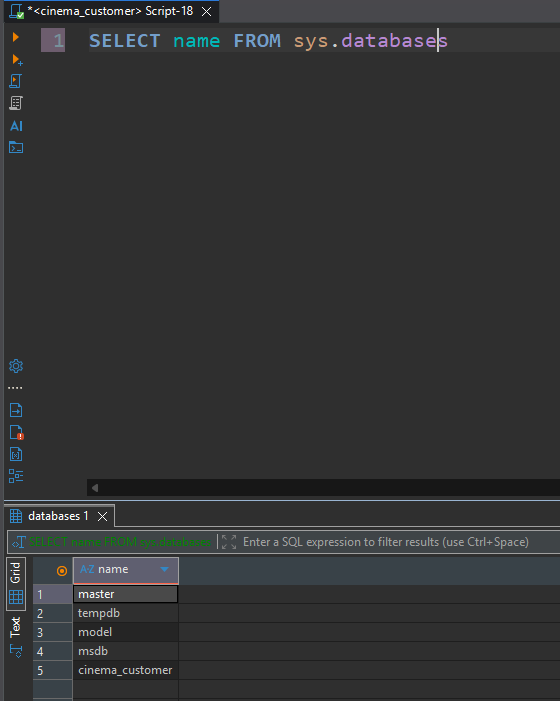 *<cinema_customer> Script-18
1 SELECT name FROM sys.databases
AI
databases 1
SELECT name FROM sys.databases Enter a SQL expression to filter results (use Ctrl+Space)
Grid
Text
A-Z name
1 master
2 tempdb
3 model
4 msdb
5 cinema_customer